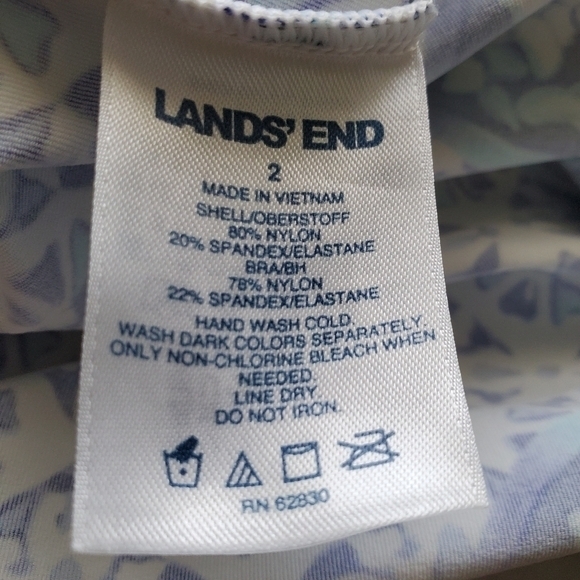 LANDS' END
2
MADE IN VIETNAM
SHELL/OBERSTOFF
80% NYLON
20% SPANDEX/ELASTANE
BRA/BH
78% NYLON
22% SPANDEX/ELASTANE
HAND WASH COLD.
WASH DARK COLORS SEPARATELY.
ONLY NON-CHLORINE BLEACH WHEN
NEEDED.
LINE DRY
DO NOT IRON.
RN 62830